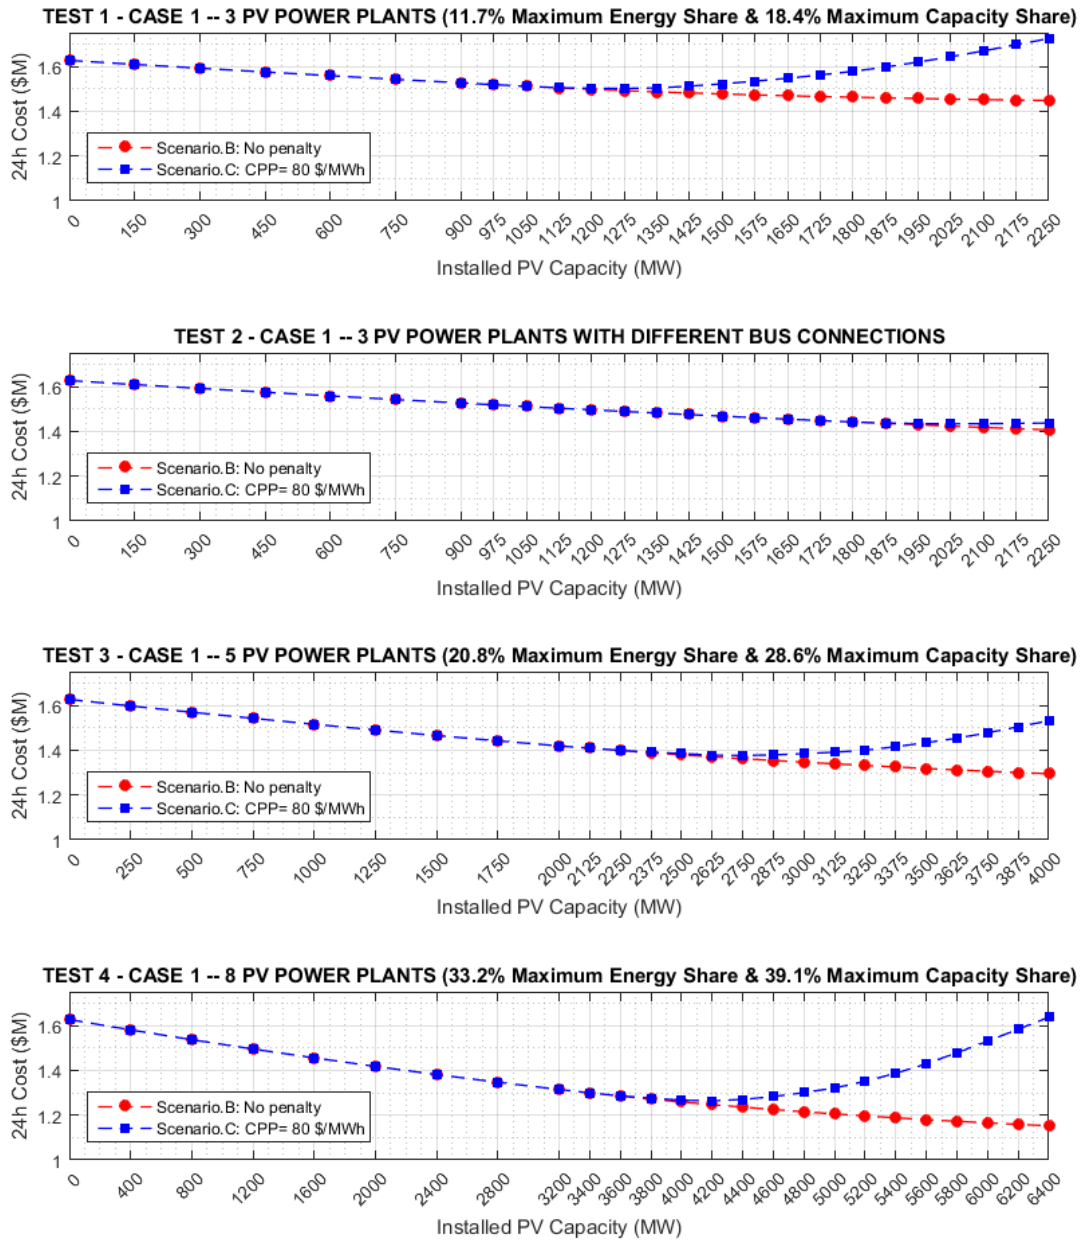 TEST 1 - CASE 1 -- 3 PV POWER PLANTS (11.7% Maximum Energy Share & 18.4% Maximum Capacity Share)
24h Cost ($M)
1.6
1.4
1.2
1
Scenario.B: No penalty
Scenario.C: CPP= 80 $/MWh
0 150 300 450 600 750 900 975 1050 1125 1200 1275 1350 1425 1500 1575 1650 1725 1800 1875 1950 2025 2100 2175 2250
Installed PV Capacity (MW)
TEST 2 - CASE 1 -- 3 PV POWER PLANTS WITH DIFFERENT BUS CONNECTIONS
24h Cost ($M)
1.6
1.4
1.2
1
Scenario.B: No penalty
Scenario.C: CPP= 80 $/MWh
0 150 300 450 600 750 900 975 1050 1125 1200 1275 1350 1425 1500 1575 1650 1725 1800 1875 1950 2025 2100 2175 2250
Installed PV Capacity (MW)
TEST 3 - CASE 1 -- 5 PV POWER PLANTS (20.8% Maximum Energy Share & 28.6% Maximum Capacity Share)
24h Cost ($M)
1.6
1.4
1.2
1
Scenario.B: No penalty
Scenario.C: CPP= 80 $/MWh
0 250 500 750 1000 1250 1500 1750 2000 2125 2250 2375 2500 2625 2750 2875 3000 3125 3250 3375 3500 3625 3750 3875 4000
Installed PV Capacity (MW)
TEST 4 - CASE 1 -- 8 PV POWER PLANTS (33.2% Maximum Energy Share & 39.1% Maximum Capacity Share)
24h Cost ($M)
1.6
1.4
1.2
1
Scenario.B: No penalty
Scenario.C: CPP= 80 $/MWh
0 400 800 1200 1600 2000 2400 2800 3200 3400 3600 3800 4000 4200 4400 4600 4800 5000 5200 5400 5600 5800 6000 6200 6400
Installed PV Capacity (MW)